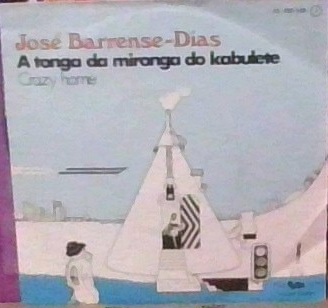 José Barrense-Dias
A tonga da mironga do kabulete
Crazy home